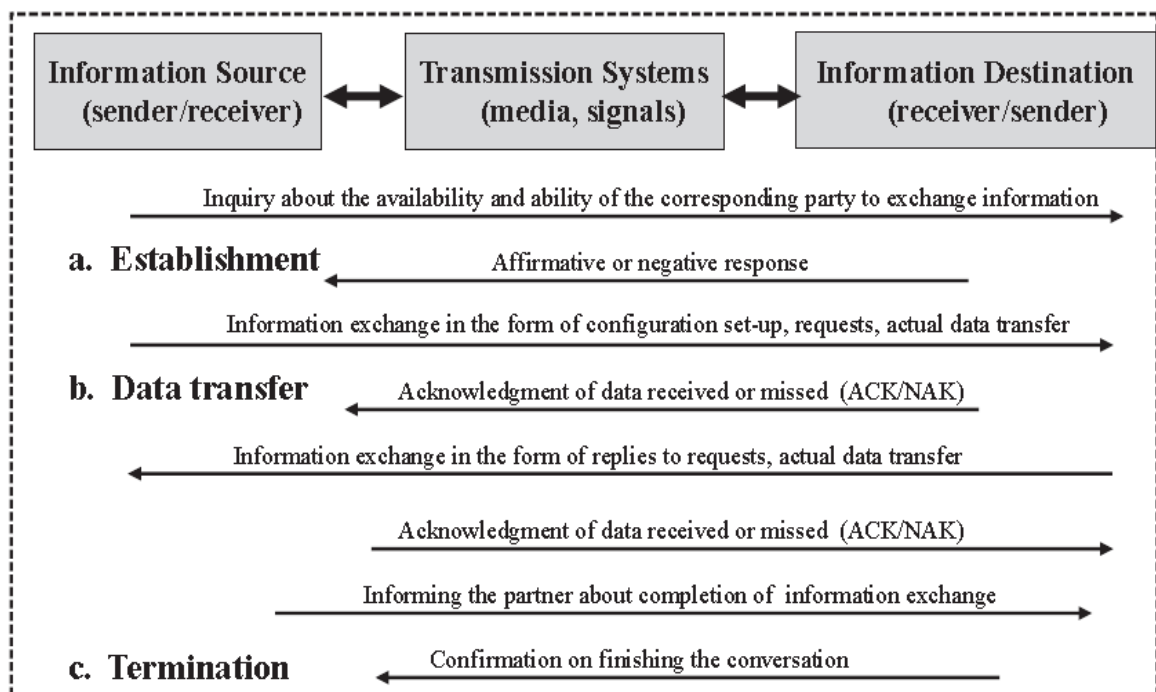 Information Source
(sender/receiver)
Transmission Systems
(media, signals)
Information Destination
(receiver/sender)
Inquiry about the availability and ability of the corresponding party to exchange information
a. Establishment
Affirmative or negative response
Information exchange in the form of configuration set-up, requests, actual data transfer
b. Data transfer
Acknowledgment of data received or missed (ACK/NAK)
Information exchange in the form of replies to requests, actual data transfer
Acknowledgment of data received or missed (ACK/NAK)
Informing the partner about completion of information exchange
c. Termination
Confirmation on finishing the conversation